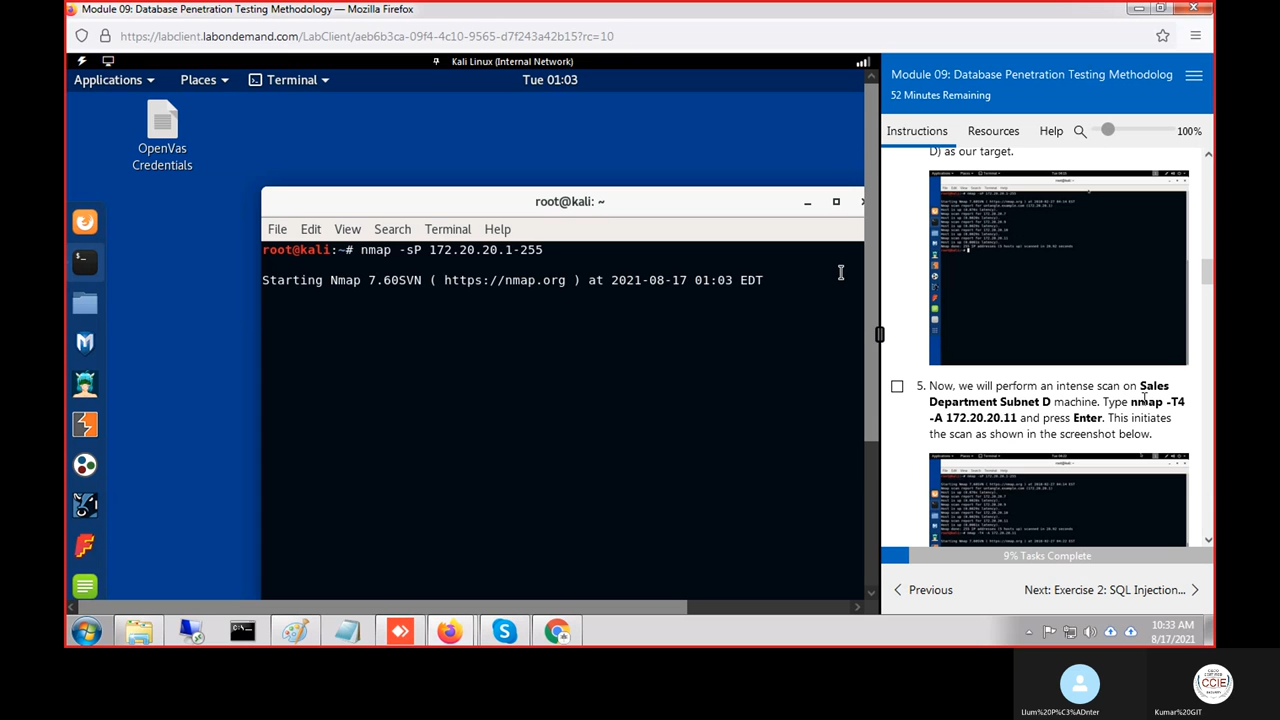 Module 09: Database Penetration Testing Methodology — Mozilla Firefox
https://labclient.labondemand.com/LabClient/aeb6b3ca-09f4-4c10-9565-d7f243a42b15?rc=10
Kali Linux (Internal Network)
Applications
Places
Terminal
Tue 01:03
OpenVas
Credentials
root@kali: ~
File Edit View Search Terminal Help
root@kali:~# nmap -sP 172.20.20.1-255
Starting Nmap 7.60SVN ( https://nmap.org ) at 2021-08-17 01:03 EDT
Module 09: Database Penetration Testing Methodolog
52 Minutes Remaining
Instructions Resources Help 100%
D) as our target.
5. Now, we will perform an intense scan on Sales
Department Subnet D machine. Type nmap -T4
-A 172.20.20.11 and press Enter. This initiates
the scan as shown in the screenshot below.
9% Tasks Complete
Previous
Next: Exercise 2: SQL Injection...
10:33 AM
8/17/2021
Llum%20P%C3%ADnter
CCIE
Kumar%20GIT